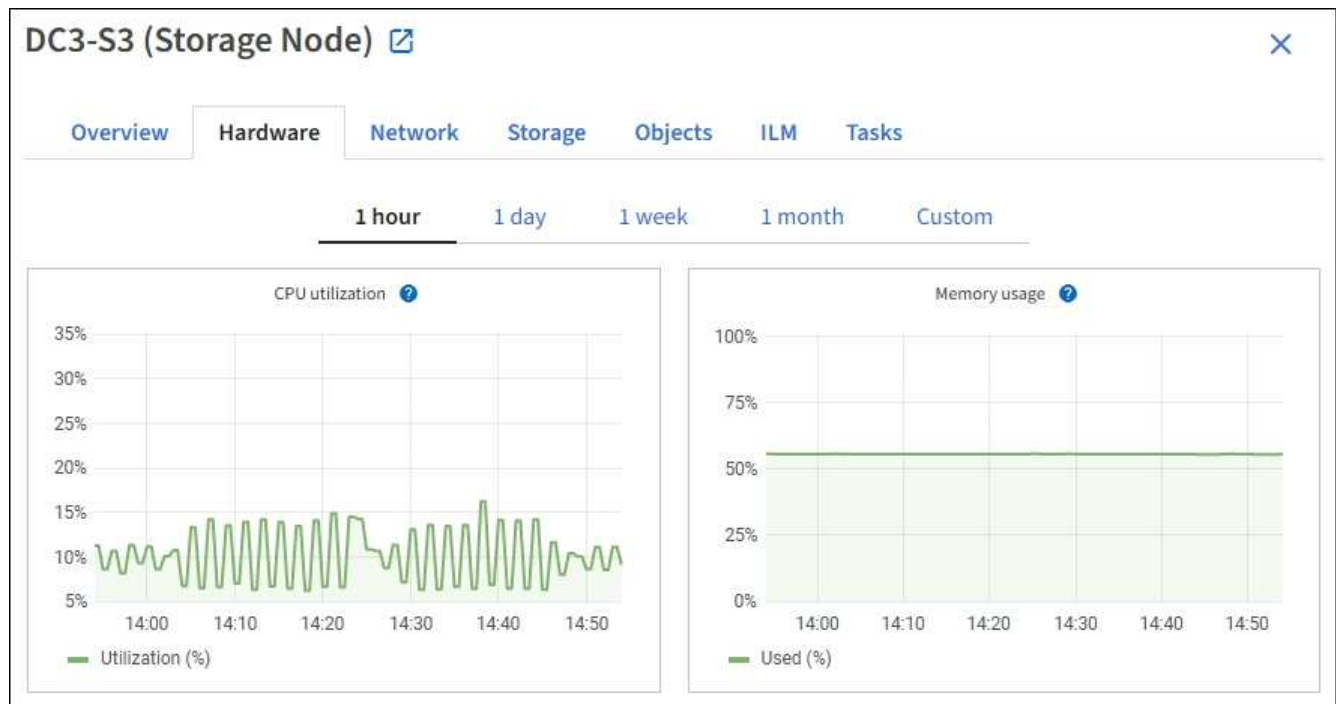 DC3-S3 (Storage Node)
Overview Hardware Network Storage Objects ILM Tasks
1 hour 1 day 1 week 1 month Custom
CPU utilization ?
35%
30%
25%
20%
15%
10%
5%
14:00 14:10 14:20 14:30 14:40 14:50
Utilization (%)
Memory usage ?
100%
75%
50%
25%
0%
14:00 14:10 14:20 14:30 14:40 14:50
Used (%)